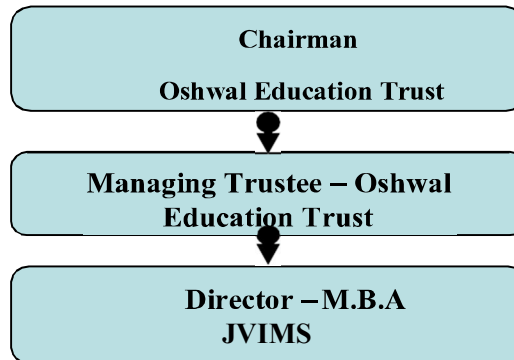 Chairman
Oshwal Education Trust
Managing Trustee – Oshwal
Education Trust
Director –M.B.A
JVIMS